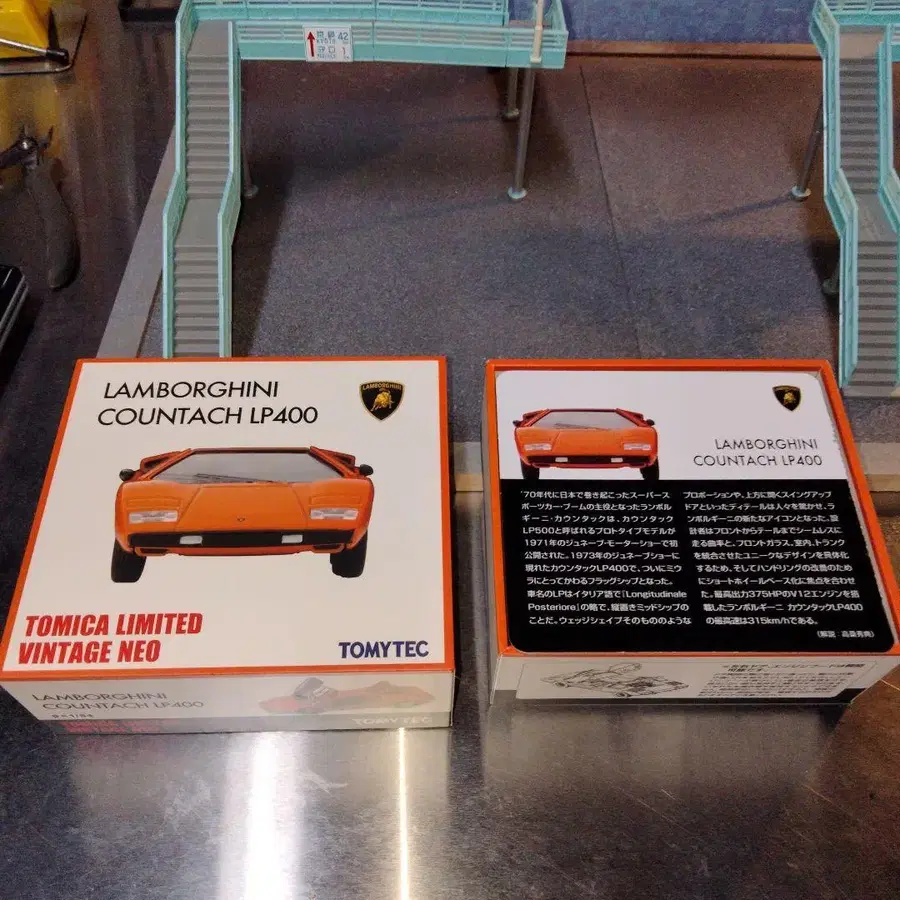 42
1
LAMBORGHINI
COUNTACH LP400
LAMBORGHINI
TOMICA LIMITED
VINTAGE NEO
TOMYTEC
LAMBORGHINI
COUNTACH LP400
TOMYTEC
LAMBORGHINI
COUNTACH LP400
'70年代に日本で巻き起こったスーパース
ポーツカー・ブームの主役となったランボル
ギーニ・カウンタックは、カウンタック
LP500と呼ばれるプロトタイプモデルが
1971年のジュネーブ・モーターショーで初
公開された。1973年のジュネーブショーに
現れたカウンタックLP400で、ついにミウ
ラにとってかわるフラッグシップとなった。
車名のLPはイタリア語で「Longitudinale
Posteriore」の略で、縦置きミッドシップの
ことだ。ウェッジシェイプそのもののような
プロポーションや、上方に開くスイングアップ
ドアといったディテールは人々を驚かせ、ラ
ンボルギーニの新たなアイコンとなった。設
計者はフロントからテールまでシームレスに
走る曲率と、フロントガラス、室内、トランク
を統合させたユニークなデザインを具体化
するため、そしてハンドリングの改善のため
にショートホイールベース化に焦点を合わせ
た。最高出力375HPのV12エンジンを搭
載したランボルギーニ カウンタックLP400
の最高速は315km/hである。